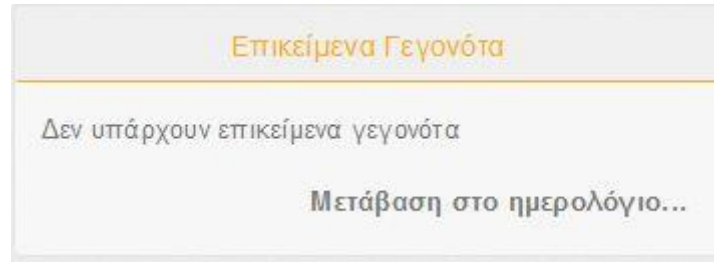 Επικείμενα Γεγονότα
Δεν υπάρχουν επικείμενα γεγονότα
Μετάβαση στο ημερολόγιο...